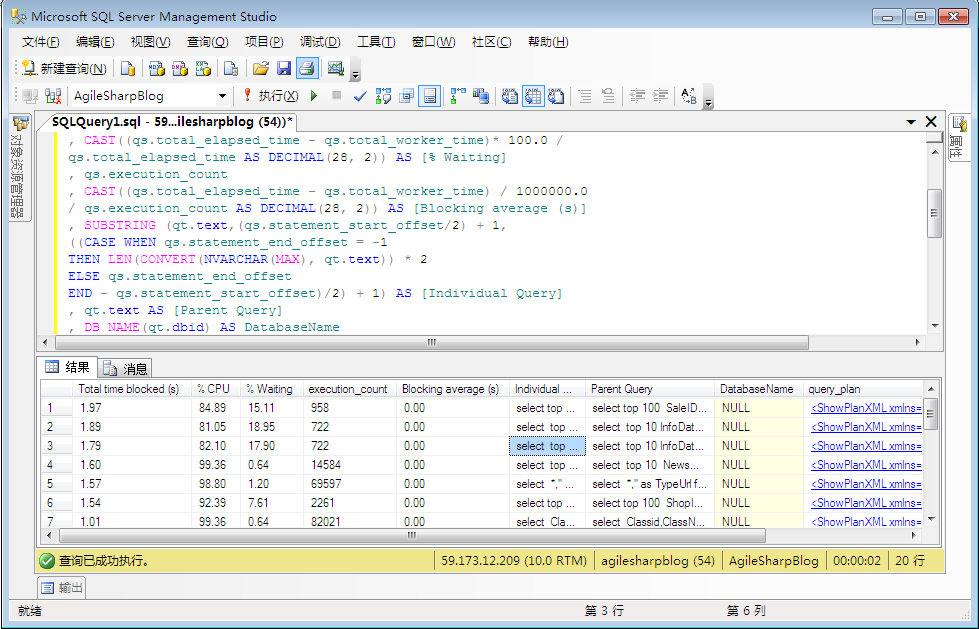 Microsoft SQL Server Management Studio
文件(F) 编辑(E) 视图(V) 查询(Q) 项目(P) 调试(D) 工具(T) 窗口(W) 社区(C) 帮助(H)
新建查询(N)
AgileSharpBlog 执行(X)
SQLQuery1.sql - 59...ilesharpblog (54))*
对象资源管理器
属性
, CAST((qs.total_elapsed_time - qs.total_worker_time)* 100.0 /
qs.total_elapsed_time AS DECIMAL(28, 2)) AS [% Waiting]
, qs.execution_count
, CAST((qs.total_elapsed_time - qs.total_worker_time) / 1000000.0
/ qs.execution_count AS DECIMAL(28, 2)) AS [Blocking average (s)]
, SUBSTRING (qt.text,(qs.statement_start_offset/2) + 1,
((CASE WHEN qs.statement_end_offset = -1
THEN LEN(CONVERT(NVARCHAR(MAX), qt.text)) * 2
ELSE qs.statement_end_offset
END - qs.statement_start_offset)/2) + 1) AS [Individual Query]
, qt.text AS [Parent Query]
, DB_NAME(qt.dbid) AS DatabaseName
结果 消息
Total time blocked (s) % CPU % Waiting execution_count Blocking average (s) Individual ... Parent Query DatabaseName query_plan
1 1.97 84.89 15.11 958 0.00 select top ... select top 100 SaleID... NULL <ShowPlanXML xmlns=
2 1.89 81.05 18.95 722 0.00 select top ... select top 10 InfoDat... NULL <ShowPlanXML xmlns=
3 1.79 82.10 17.90 722 0.00 select top ... select top 10 InfoDat... NULL <ShowPlanXML xmlns=
4 1.60 99.36 0.64 14584 0.00 select top ... select top 10 News... NULL <ShowPlanXML xmlns=
5 1.57 98.80 1.20 69597 0.00 select *,'' ... select *,'' as TypeUrl f... NULL <ShowPlanXML xmlns=
6 1.54 92.39 7.61 2261 0.00 select top ... select top 100 ShopI... NULL <ShowPlanXML xmlns=
7 1.01 99.36 0.64 82021 0.00 select Cla... select Classid,ClassN... NULL <ShowPlanXML xmlns=
查询已成功执行。 59.173.12.209 (10.0 RTM) agilesharpblog (54) AgileSharpBlog 00:00:02 20 行
输出
就绪 第 3 行 第 6 列